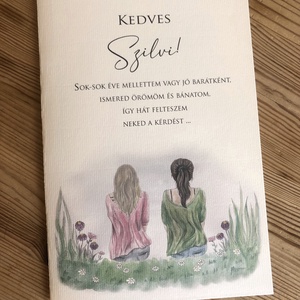 Kedves
Szilvi!
Sok-sok éve mellettem vagy jó barátként,
ismered örömöm és bánatom,
így hát felteszem
neked a kérdést ...